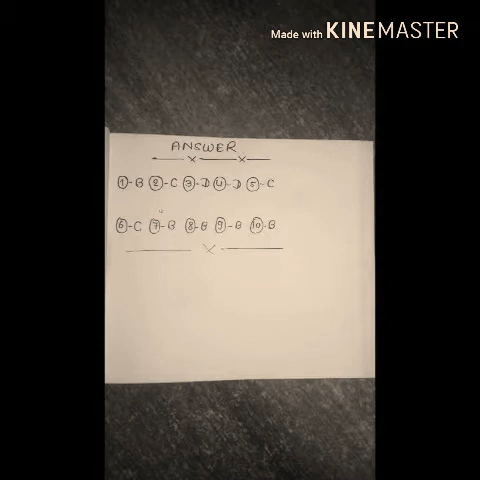 Made with KINEMASTER
ANSWER
①-B ②-C ③-D ④-D ⑤-C
⑥-C ⑦-B ⑧-B ⑨-B ⑩-B